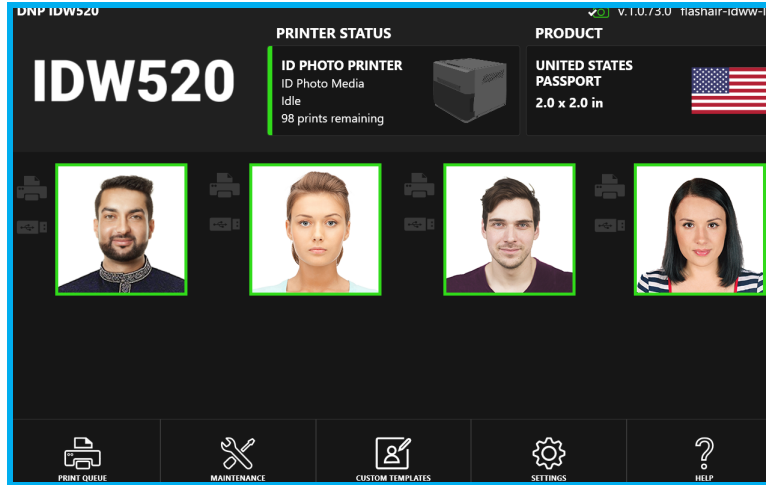 DNP IDW520
v.1.0.73.0 flashair-idww-
PRINTER STATUS
PRODUCT
IDW520
ID PHOTO PRINTER
ID Photo Media
Idle
98 prints remaining
UNITED STATES
PASSPORT
2.0 x 2.0 in
PRINT QUEUE
MAINTENANCE
CUSTOM TEMPLATES
SETTINGS
HELP